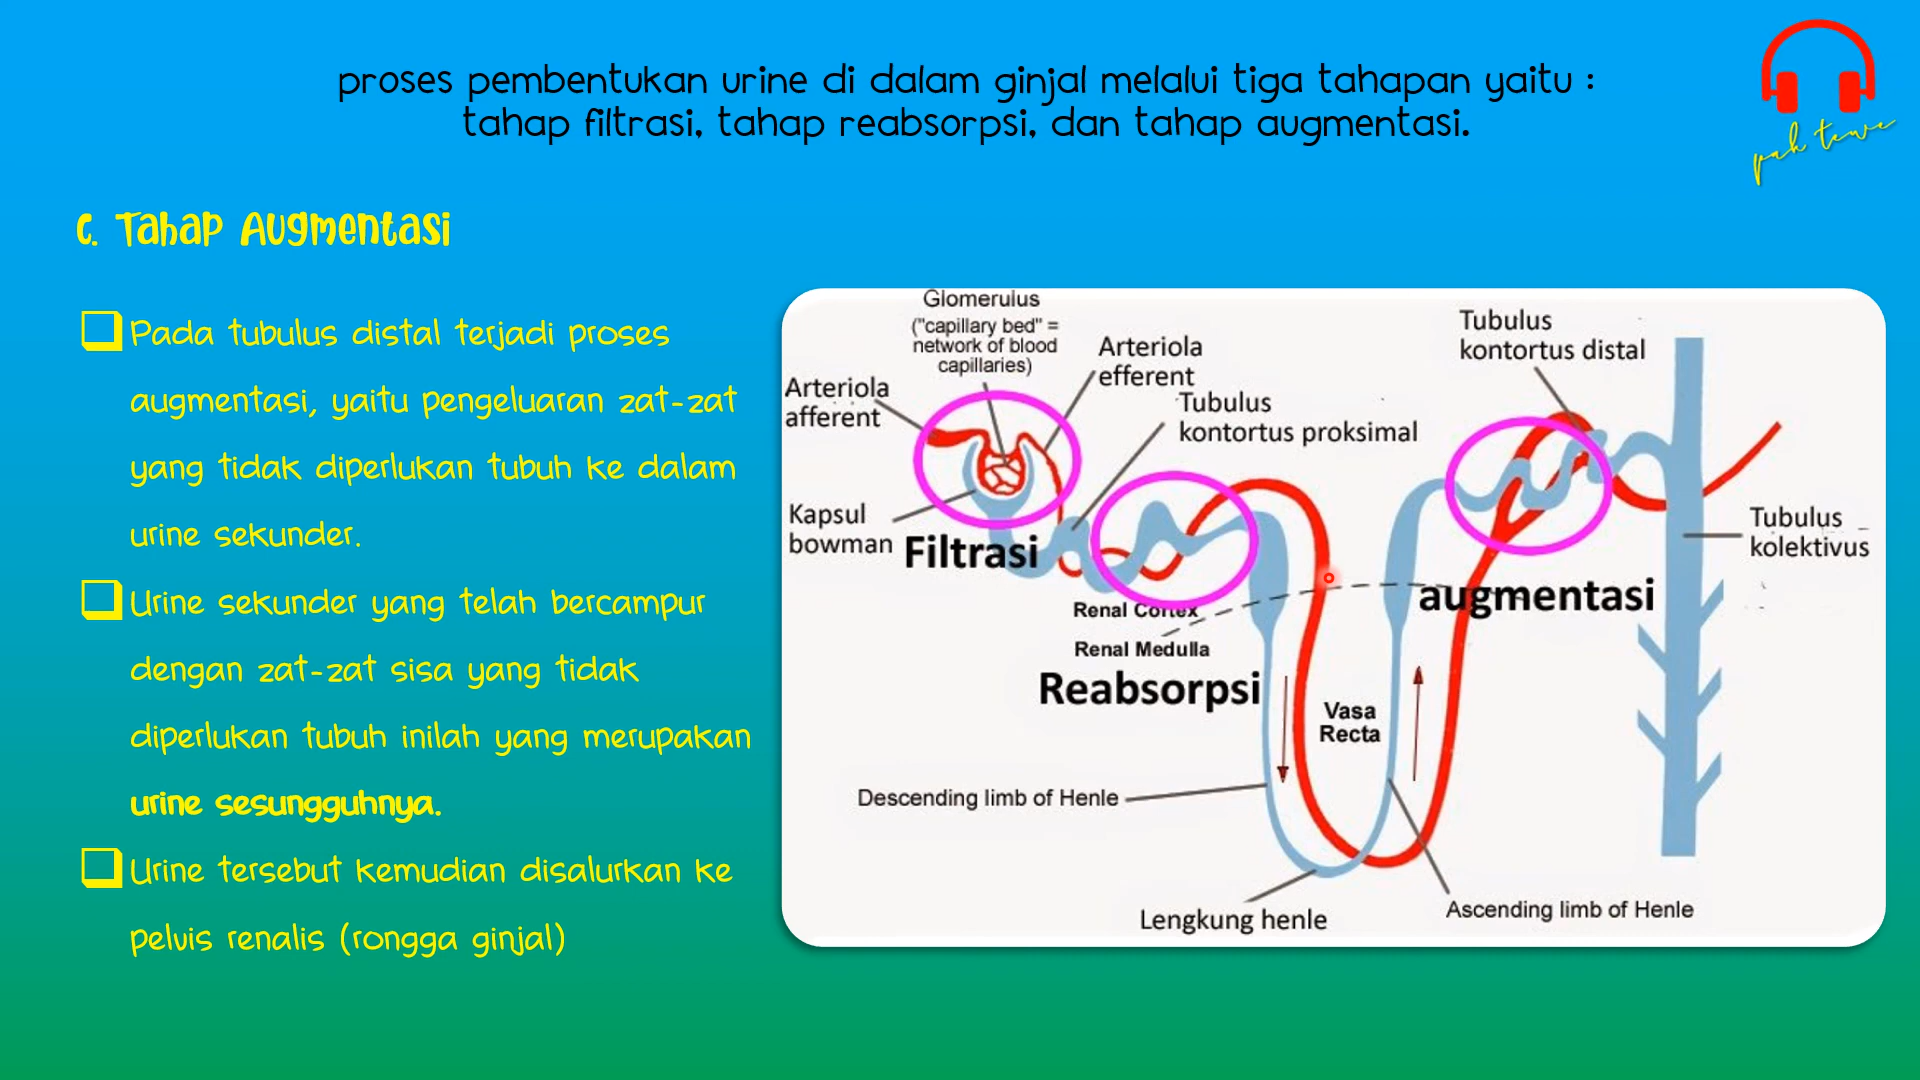 proses pembentukan urine di dalam ginjal melalui tiga tahapan yaitu :
tahap filtrasi, tahap reabsorpsi, dan tahap augmentasi.
pak tewe
C. Tahap Augmentasi
Pada tubulus distal terjadi proses
augmentasi, yaitu pengeluaran zat-zat
yang tidak diperlukan tubuh ke dalam
urine sekunder.
Urine sekunder yang telah bercampur
dengan zat-zat sisa yang tidak
diperlukan tubuh inilah yang merupakan
urine sesungguhnya.
Urine tersebut kemudian disalurkan ke
pelvis renalis (rongga ginjal)
Glomerulus
("capillary bed" =
network of blood
capillaries)
Arteriola
afferent
Arteriola
efferent
Tubulus
kontortus proksimal
Tubulus
kontortus distal
Kapsul
bowman
Filtrasi
Tubulus
kolektivus
augmentasi
Renal Cortex
Renal Medulla
Reabsorpsi
Vasa
Recta
Descending limb of Henle
Lengkung henle
Ascending limb of Henle